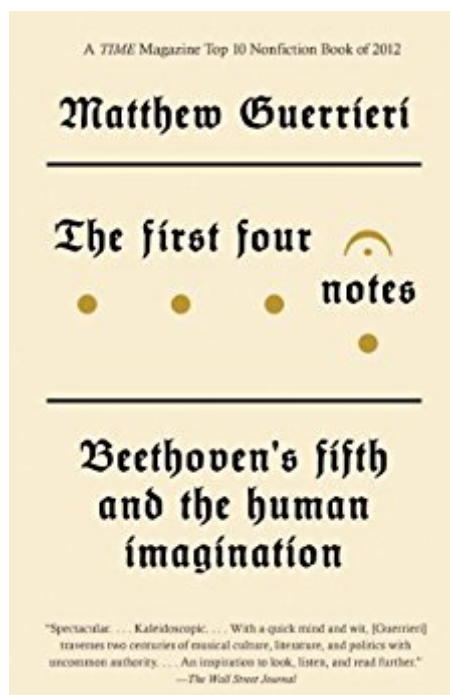 A TIME Magazine Top 10 Nonfiction Book of 2012
Matthew Guerrieri
The first four
notes
Beethoven's fifth
and the human
imagination
"Spectacular. . . . Kaleidoscopic. . . . With a quick mind and wit, [Guerrieri]
traverses two centuries of musical culture, literature, and politics with
uncommon authority. . . . An inspiration to look, listen, and read further."
—The Wall Street Journal